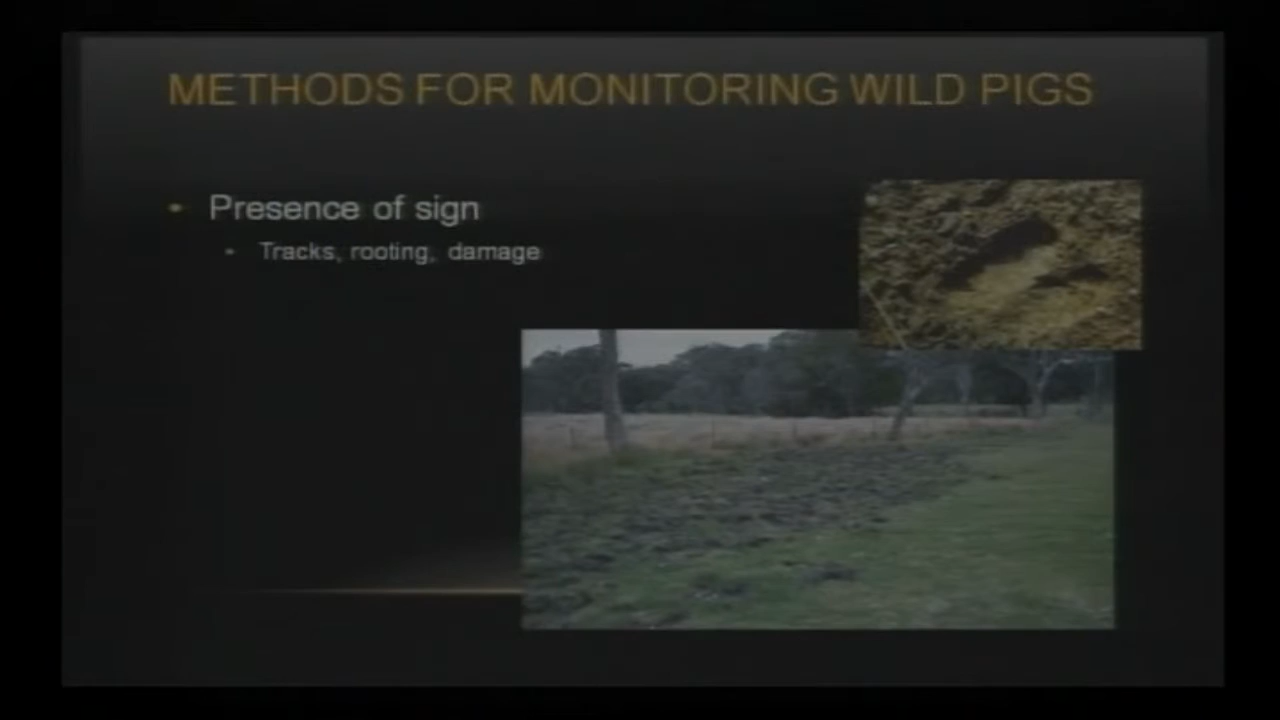 METHODS FOR MONITORING WILD PIGS
• Presence of sign
• Tracks, rooting, damage